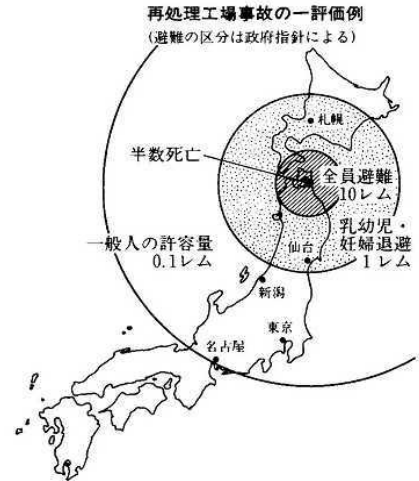 再処理工場事故の一評価例
(避難の区分は政府指針による)
札幌
半数死亡
全員避難
10レム
乳幼児・
妊婦退避
1レム
一般人の許容量
0.1レム
仙台
新潟
東京
名古屋